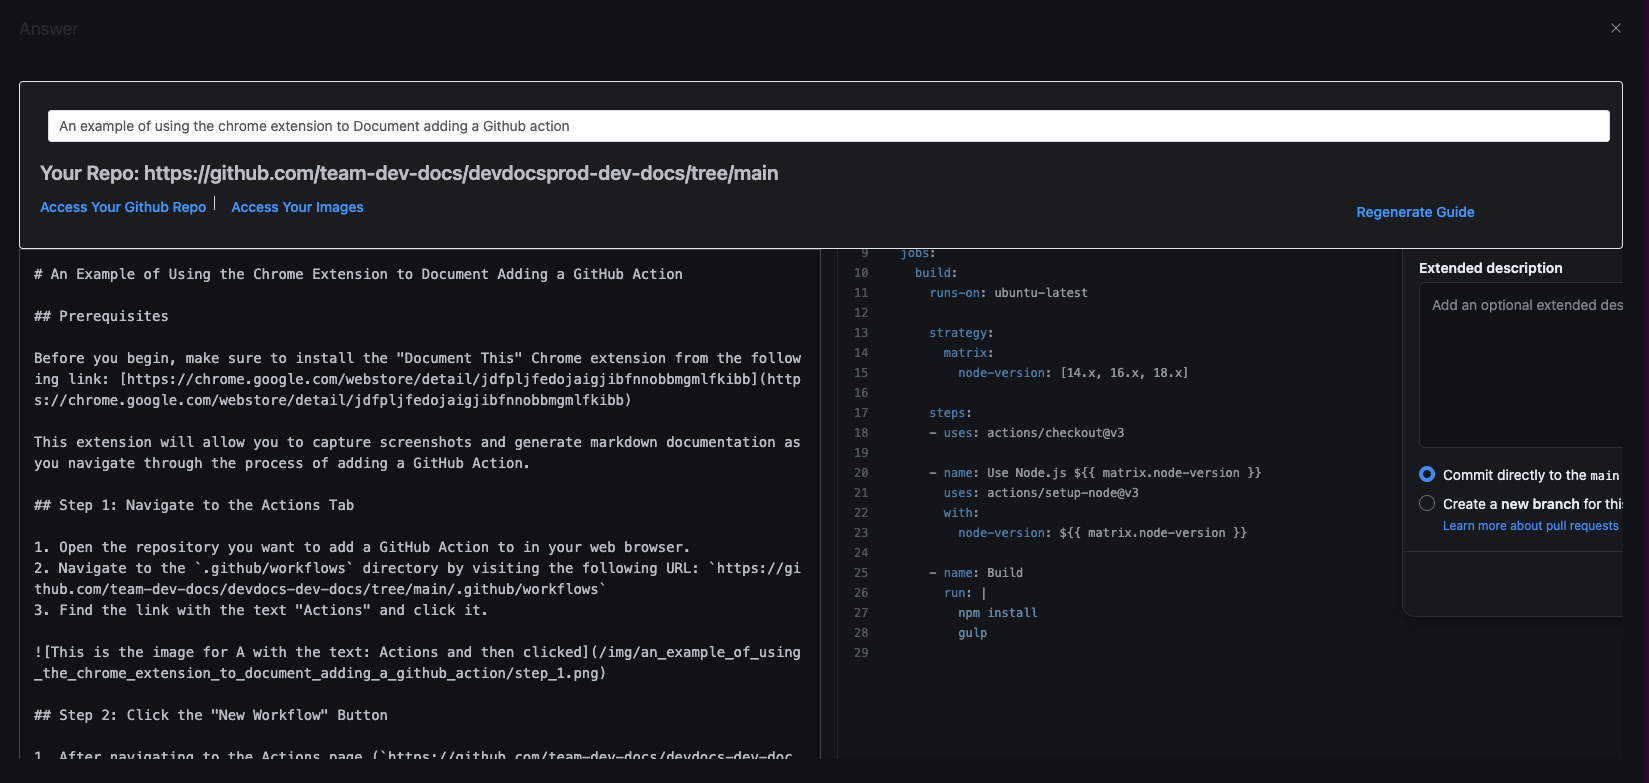 Answer
An example of using the chrome extension to Document adding a Github action
Your Repo: https://github.com/team-dev-docs/devdocsprod-dev-docs/tree/main
Access Your Github Repo | Access Your Images
Regenerate Guide
# An Example of Using the Chrome Extension to Document Adding a GitHub Action
## Prerequisites
Before you begin, make sure to install the "Document This" Chrome extension from the follow
ing link: [https://chrome.google.com/webstore/detail/jdfpljfedojaigjibfnnobbmgmlfkibb](http
s://chrome.google.com/webstore/detail/jdfpljfedojaigjibfnnobbmgmlfkibb)
This extension will allow you to capture screenshots and generate markdown documentation as
you navigate through the process of adding a GitHub Action.
## Step 1: Navigate to the Actions Tab
1. Open the repository you want to add a GitHub Action to in your web browser.
2. Navigate to the `.github/workflows` directory by visiting the following URL: `https://gi
thub.com/team-dev-docs/devdocs-dev-docs/tree/main/.github/workflows`
3. Find the link with the text "Actions" and click it.
![This is the image for A with the text: Actions and then clicked](/img/an_example_of_using
_the_chrome_extension_to_document_adding_a_github_action/step_1.png)
## Step 2: Click the "New Workflow" Button
1. After navigating to the Actions page (`https://github.com/team-dev-docs/devdocs-dev-doc
9 jobs:
10 build:
11 runs-on: ubuntu-latest
12
13 strategy:
14 matrix:
15 node-version: [14.x, 16.x, 18.x]
16
17 steps:
18 - uses: actions/checkout@v3
19
20 - name: Use Node.js ${{ matrix.node-version }}
21 uses: actions/setup-node@v3
22 with:
23 node-version: ${{ matrix.node-version }}
24
25 - name: Build
26 run: |
27 npm install
28 gulp
29
Extended description
Add an optional extended des
Commit directly to the main
Create a new branch for this
Learn more about pull requests